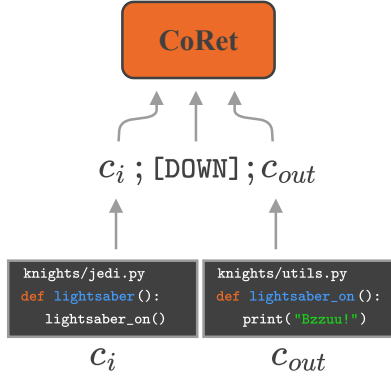 CoRet
c_i ; [DOWN] ; c_out
knights/jedi.py
def lightsaber():
lightsaber_on()
knights/utils.py
def lightsaber_on():
print("Bzzuu!")
c_i
c_out